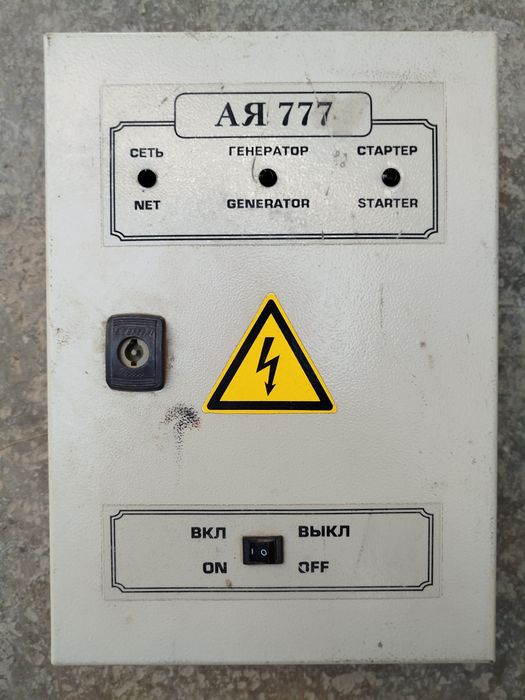 АЯ 777
СЕТЬ ГЕНЕРАТОР СТАРТЕР
NET GENERATOR STARTER
ВКЛ ВЫКЛ
I O
ON OFF